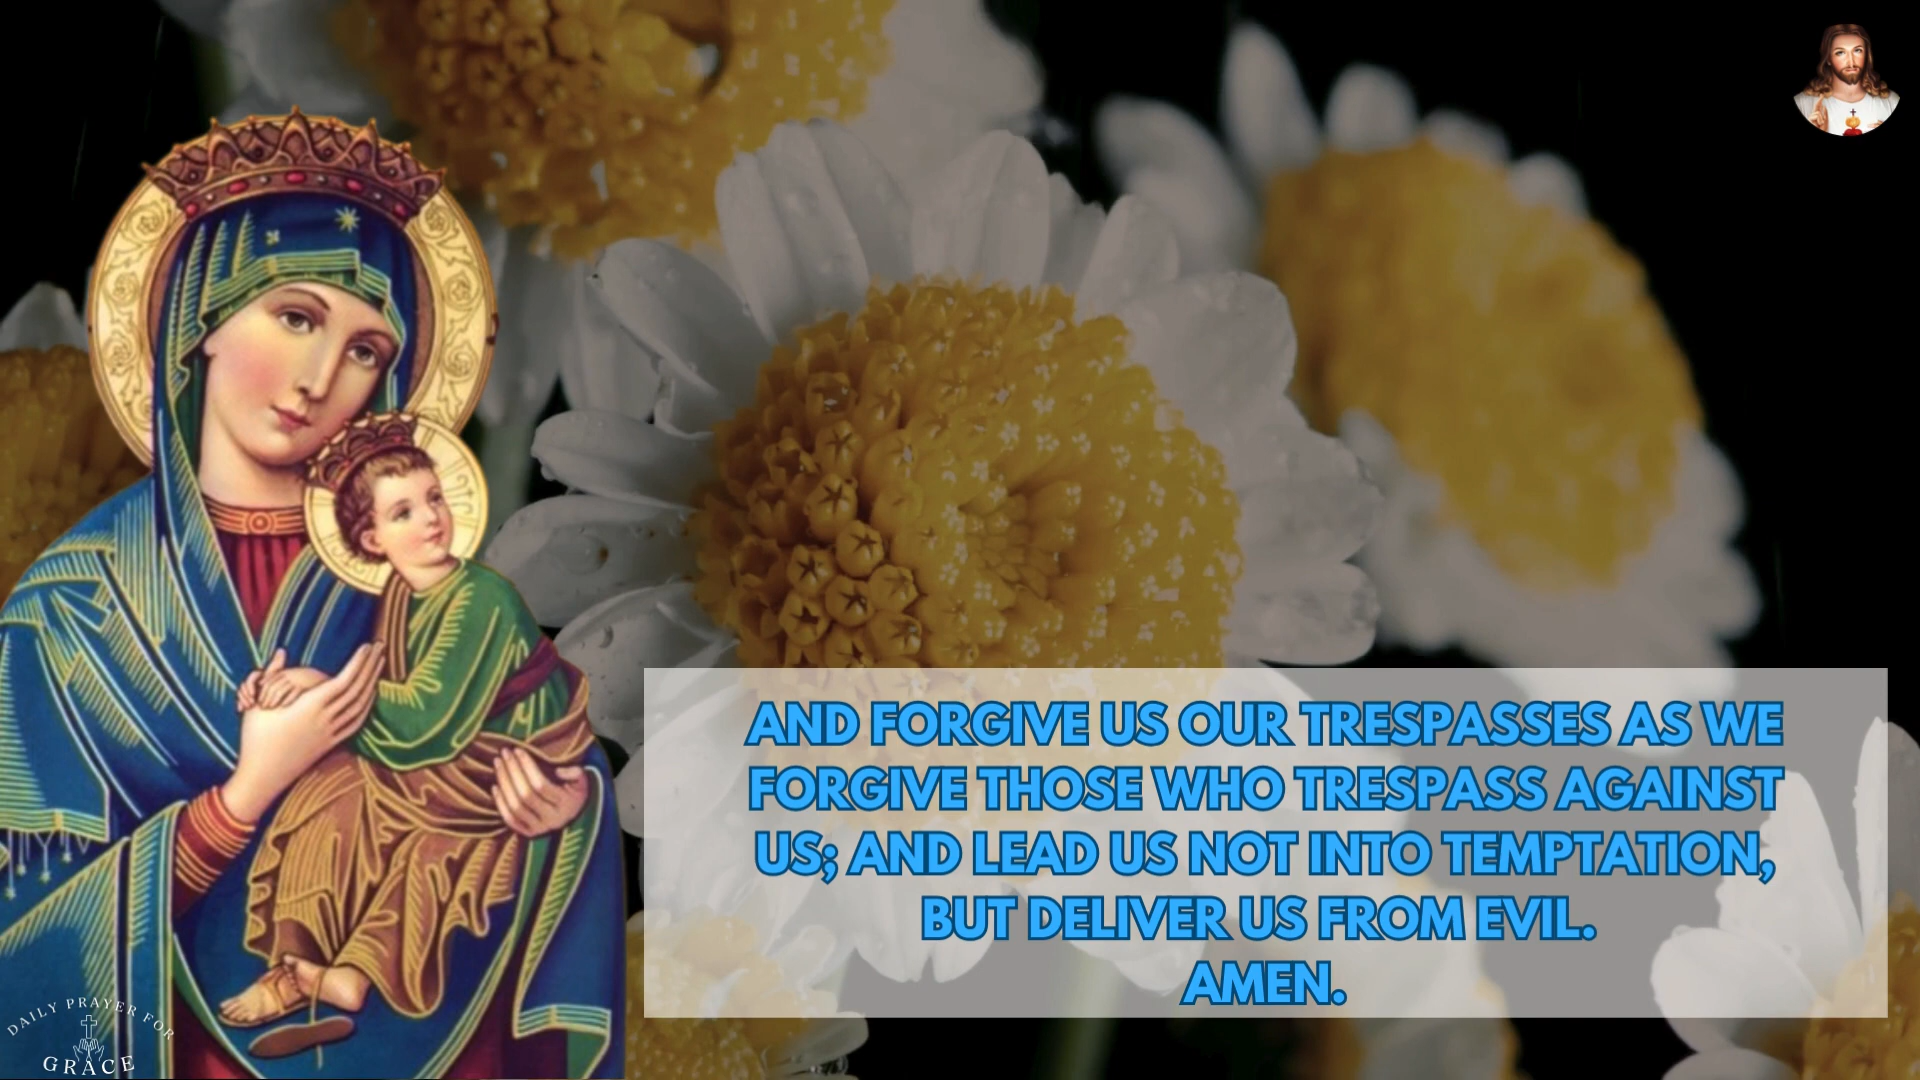 AND FORGIVE US OUR TRESPASSES AS WE
FORGIVE THOSE WHO TRESPASS AGAINST
US; AND LEAD US NOT INTO TEMPTATION,
BUT DELIVER US FROM EVIL.
AMEN.
DAILY PRAYER FOR
GRACE